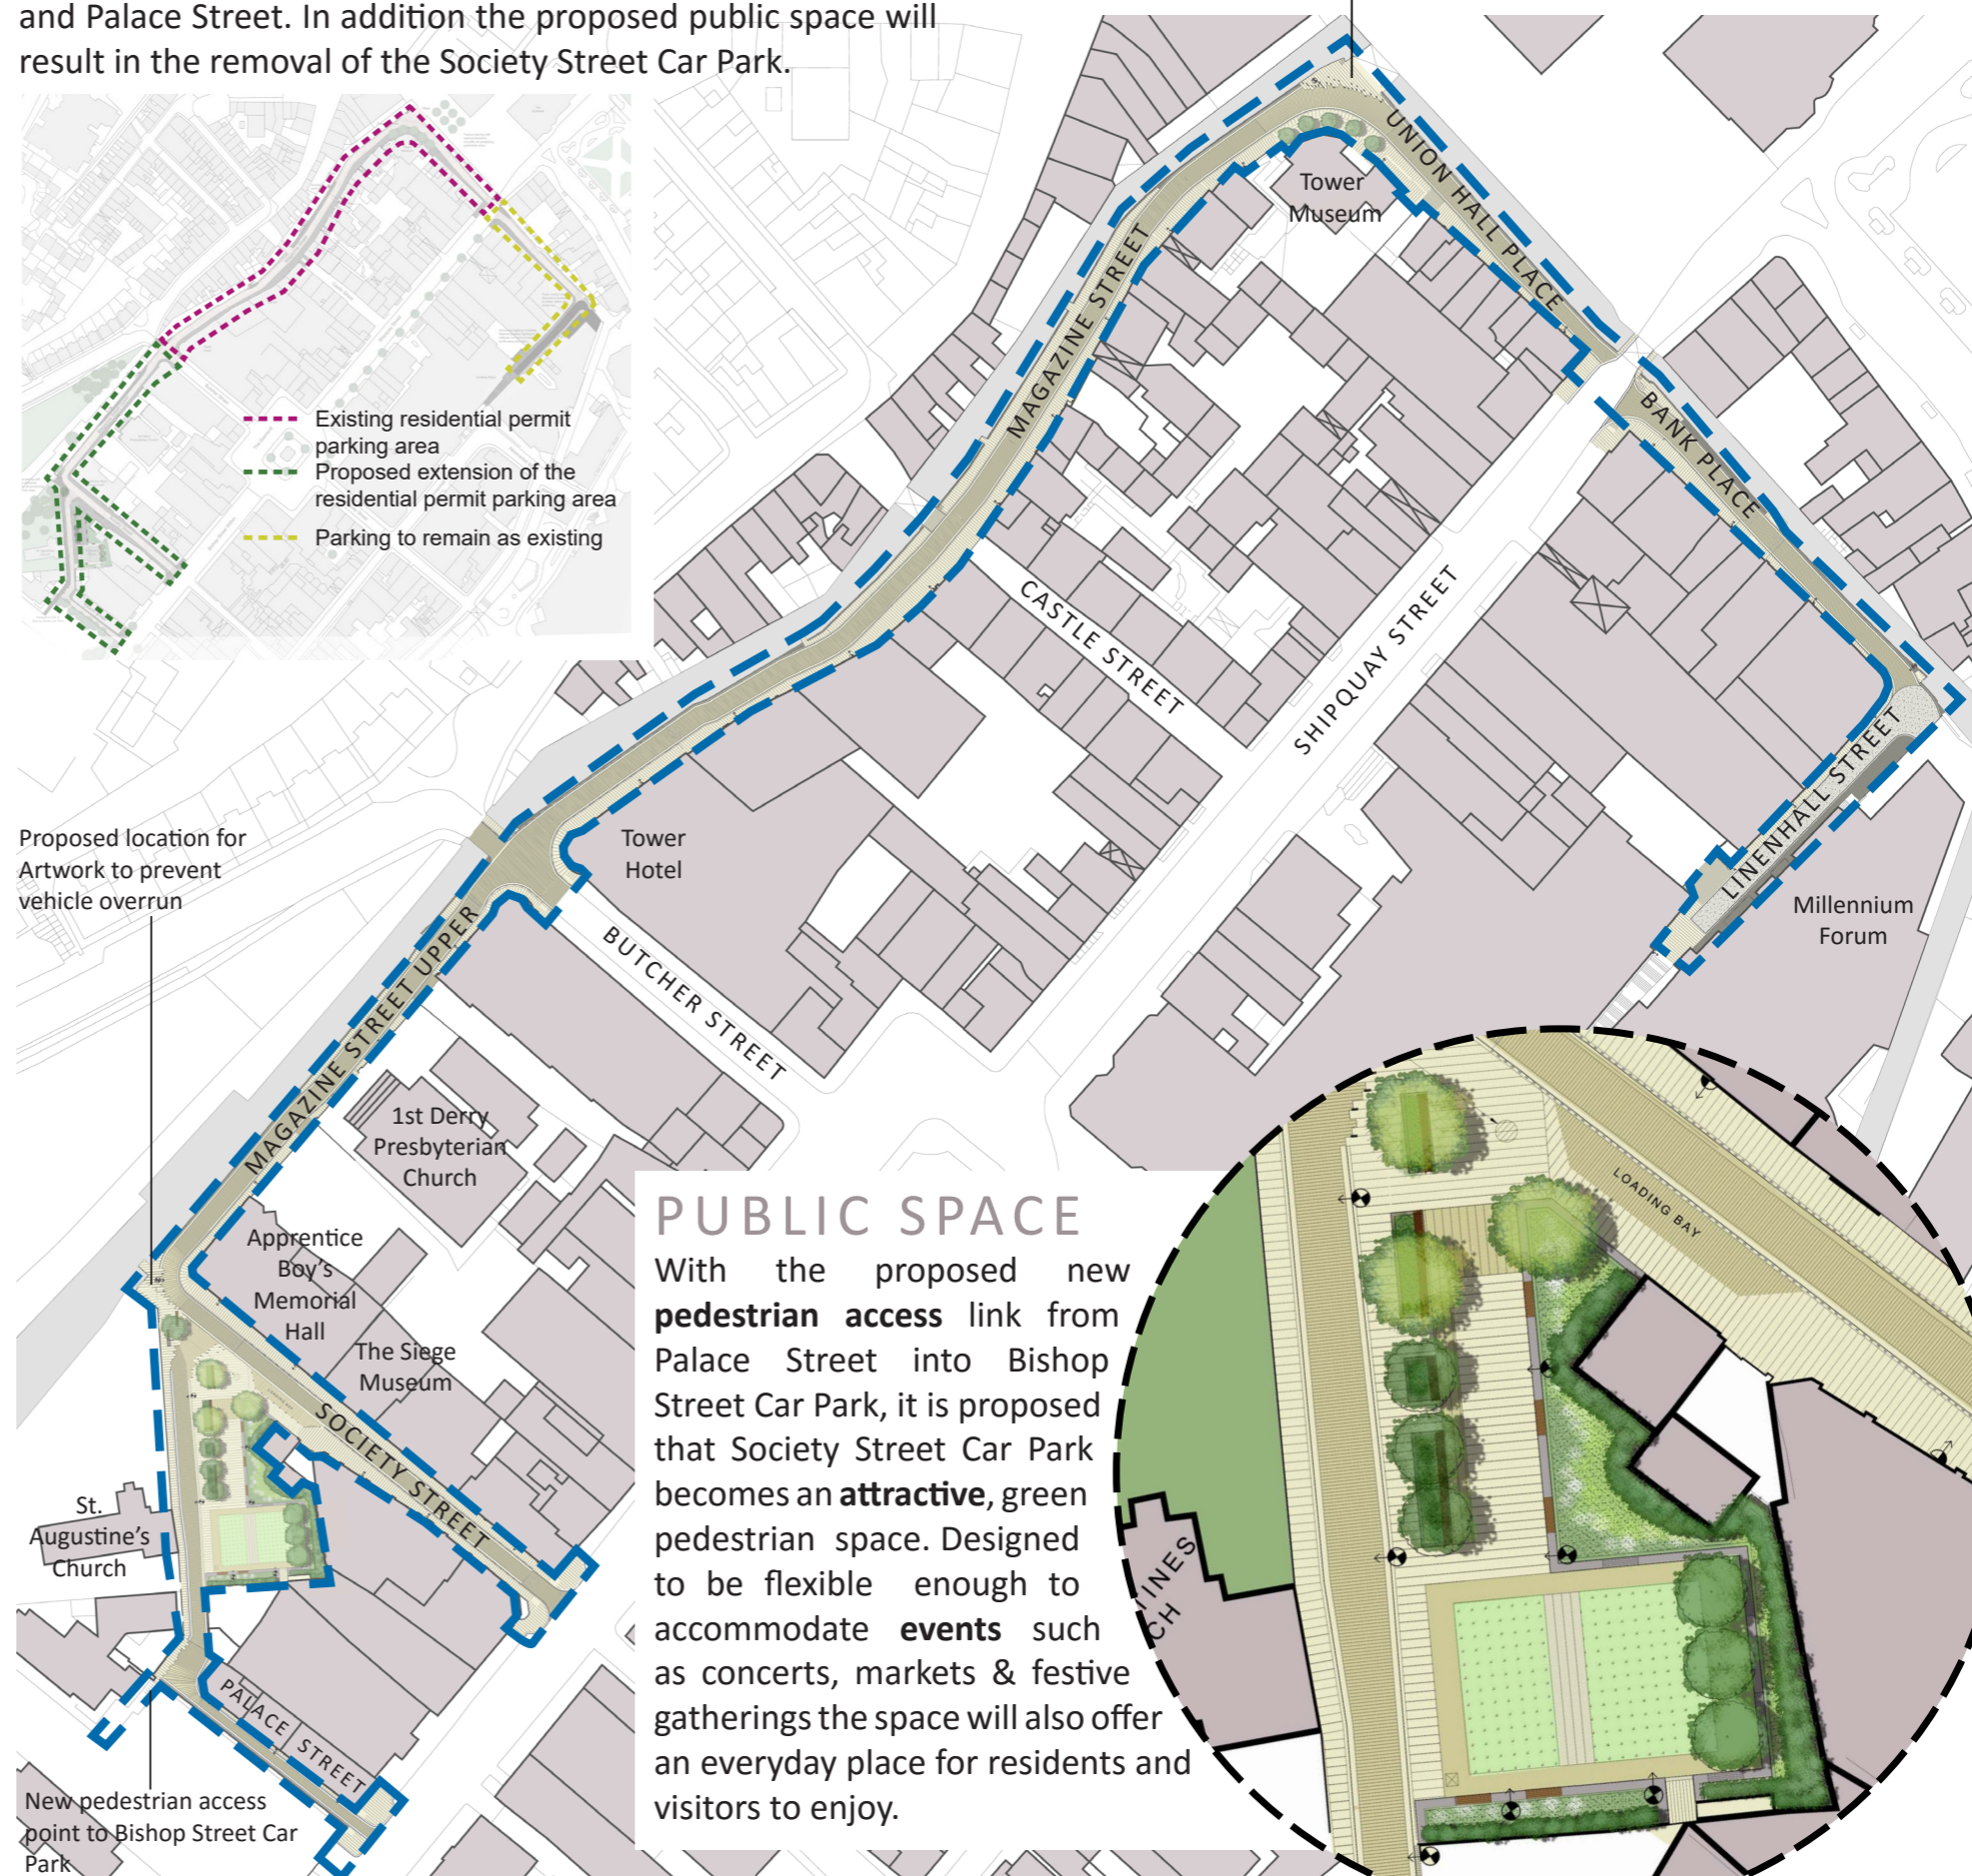 and Palace Street. In addition the proposed public space will
result in the removal of the Society Street Car Park.
Existing residential permit
parking area
Proposed extension of the
residential permit parking area
Parking to remain as existing
UNION HALL PLACE
Tower
Museum
MAGAZINE STREET
BANK PLACE
CASTLE STREET
SHIPQUAY STREET
LINENHALL STREET
Millennium
Forum
Tower
Hotel
BUTCHER STREET
Proposed location for
Artwork to prevent
vehicle overrun
MAGAZINE STREET UPPER
1st Derry
Presbyterian
Church
Apprentice
Boy's
Memorial
Hall
The Siege
Museum
SOCIETY STREET
St.
Augustine's
Church
PALACE STREET
New pedestrian access
point to Bishop Street Car
Park
PUBLIC SPACE
With the proposed new
pedestrian access link from
Palace Street into Bishop
Street Car Park, it is proposed
that Society Street Car Park
becomes an attractive, green
pedestrian space. Designed
to be flexible enough to
accommodate events such
as concerts, markets & festive
gatherings the space will also offer
an everyday place for residents and
visitors to enjoy.
LOADING BAY
INES
CH